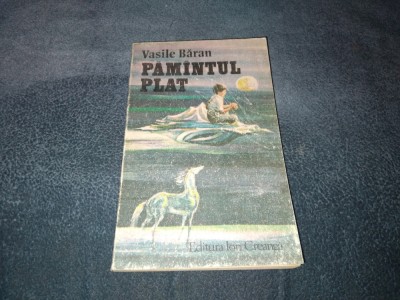 Vasile Băran
PAMÎNTUL
PLAT
Editura Ion Creangă